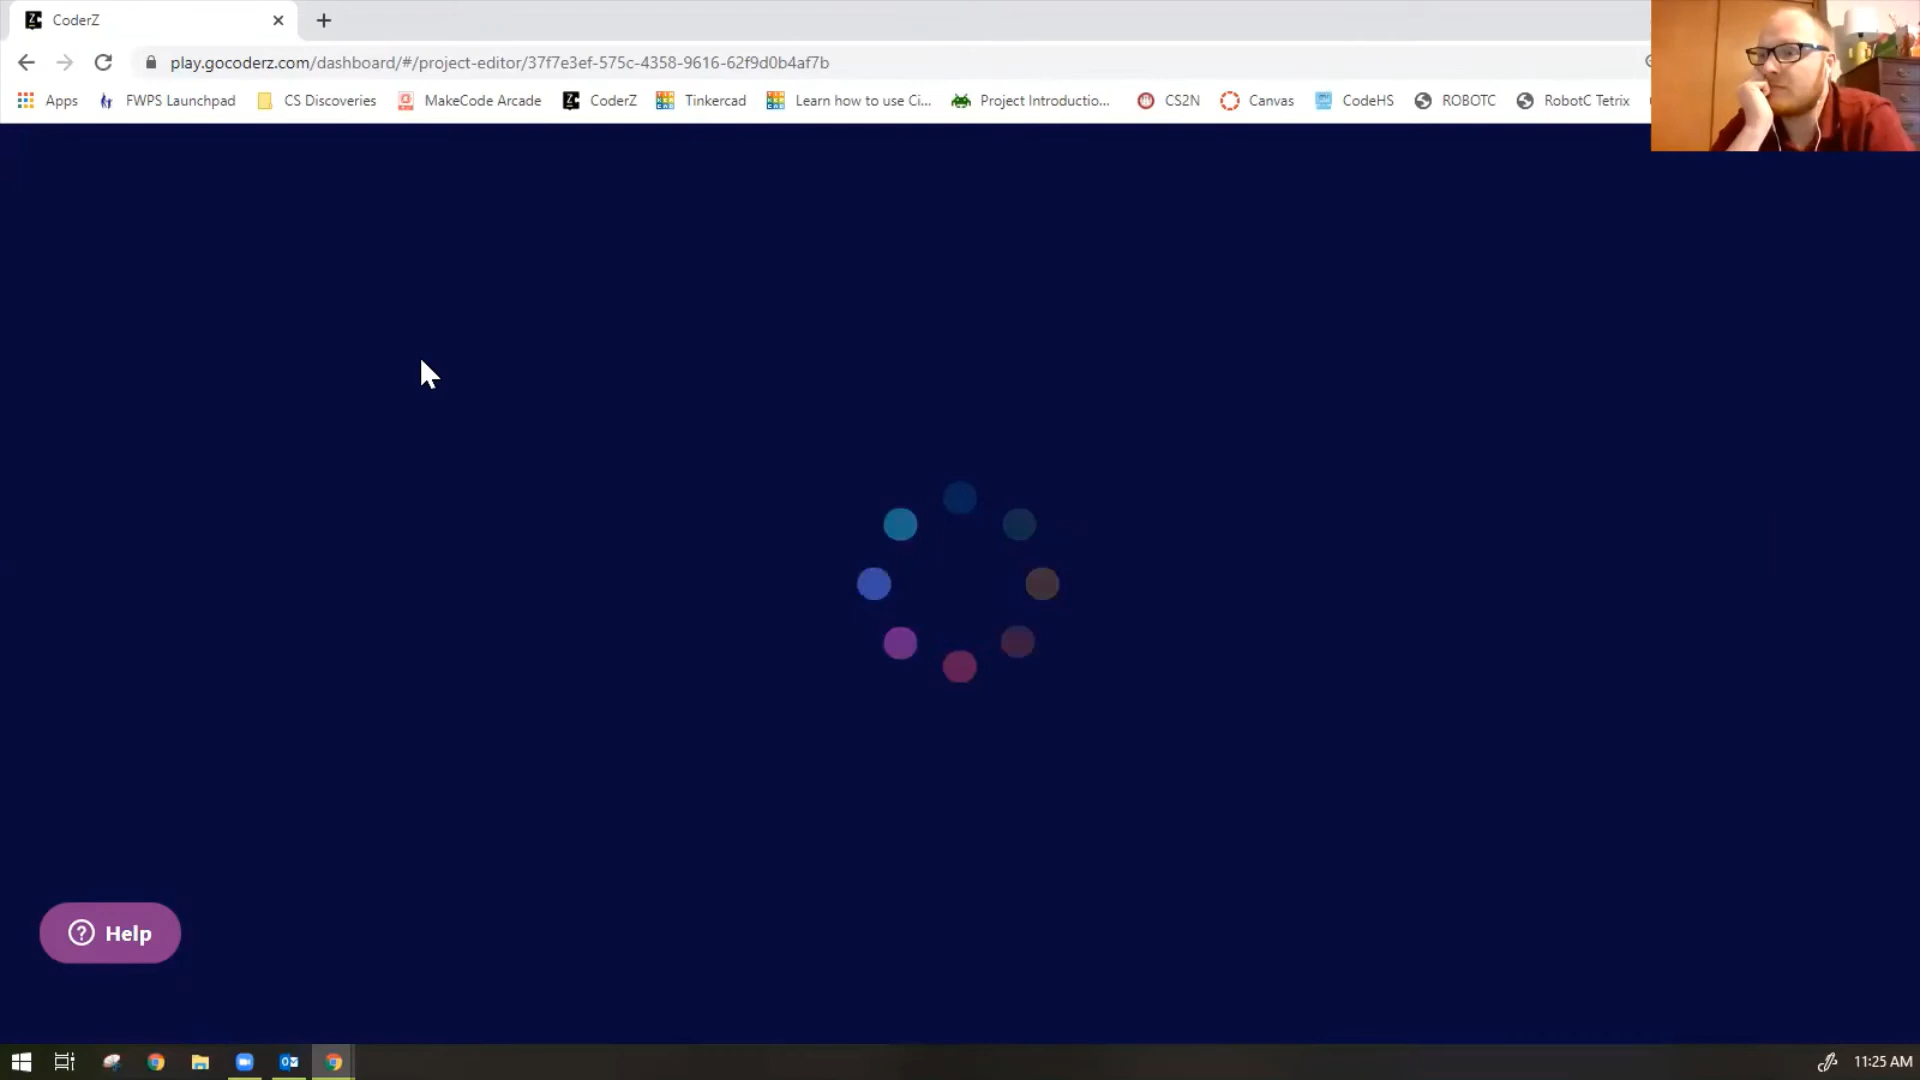 CoderZ
play.gocoderz.com/dashboard/#/project-editor/37f7e3ef-575c-4358-9616-62f9d0b4af7b
Apps FWPS Launchpad CS Discoveries MakeCode Arcade CoderZ Tinkercad Learn how to use Ci... Project Introductio... CS2N Canvas CodeHS ROBOTC RobotC Tetrix
Help
11:25 AM